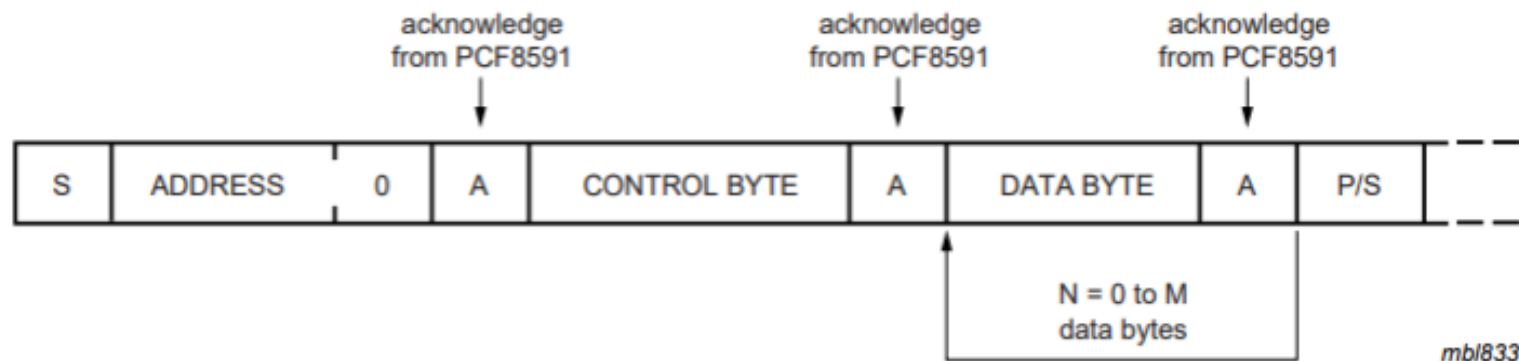 acknowledge
from PCF8591
acknowledge
from PCF8591
acknowledge
from PCF8591
S ADDRESS 0 A CONTROL BYTE A DATA BYTE A P/S
N = 0 to M
data bytes
mbl833